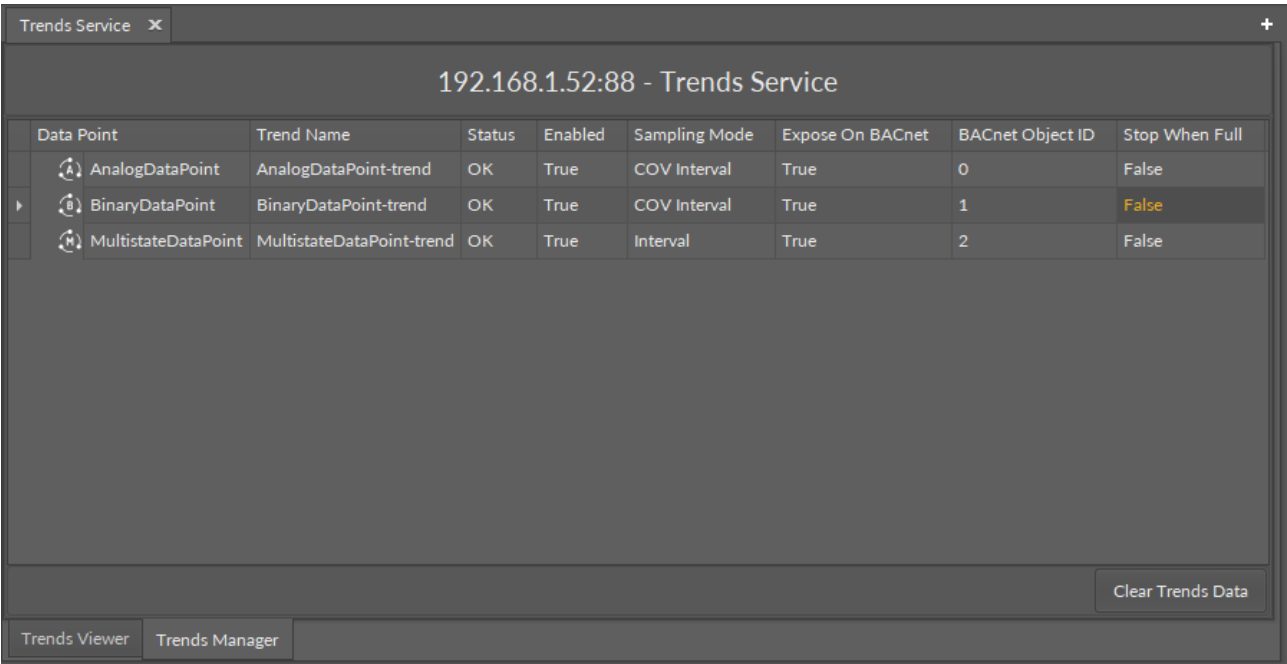 Trends Service
192.168.1.52:88 - Trends Service
Data Point Trend Name Status Enabled Sampling Mode Expose On BACnet BACnet Object ID Stop When Full
A AnalogDataPoint AnalogDataPoint-trend OK True COV Interval True 0 False
B BinaryDataPoint BinaryDataPoint-trend OK True COV Interval True 1 False
M MultistateDataPoint MultistateDataPoint-trend OK True Interval True 2 False
Clear Trends Data
Trends Viewer Trends Manager